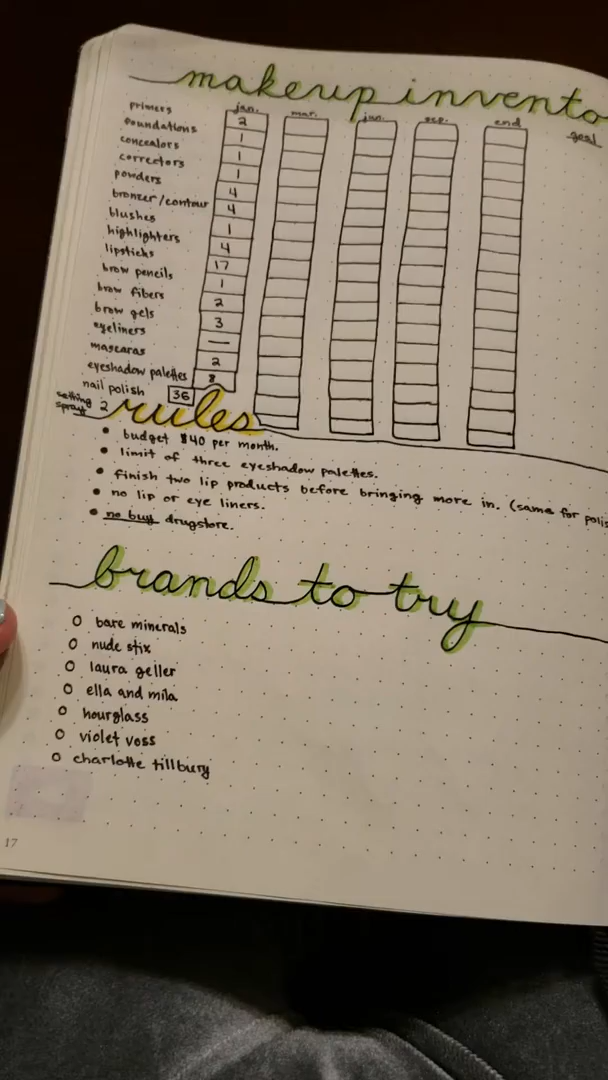 makeup invento
jan. mar. jun. sep. end goal
primers 2
foundations 1
concealors 1
correctors 1
powders 4
bronzer/contour 4
blushes 1
highlighters 4
lipsticks 17
brow pencils 1
brow fibers 2
brow gels 3
eyeliners —
mascaras 2
eyeshadow palettes 8
nail polish 36
setting spray 2
rules
• budget $40 per month.
• limit of three eyeshadow palettes.
• finish two lip products before bringing more in. (same for polis
• no lip or eye liners.
• no buy drugstore.
brands to try
O bare minerals
O nude stix
O laura geller
O ella and mila
O hourglass
O violet voss
O charlotte tillbury
17